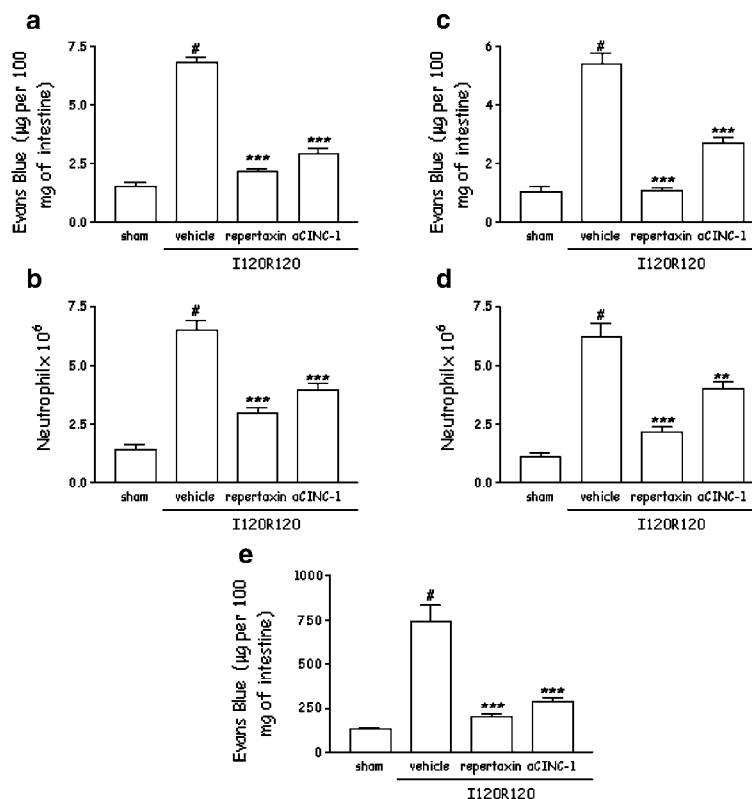 a
Evans Blue (µg per 100
mg of intestine)
7.5
5.0
2.5
0.0
#
***
***
sham vehicle repertaxin aCINC-1
I120R120
c
Evans Blue (µg per 100
mg of intestine)
6
4
2
0
#
***
***
sham vehicle repertaxin aCINC-1
I120R120
b
Neutrophil x 10⁶
7.5
5.0
2.5
0.0
#
***
***
sham vehicle repertaxin aCINC-1
I120R120
d
Neutrophil x 10⁶
7.5
5.0
2.5
0.0
#
***
**
sham vehicle repertaxin aCINC-1
I120R120
e
Evans Blue (µg per 100
mg of intestine)
1000
750
500
250
0
#
***
***
sham vehicle repertaxin aCINC-1
I120R120